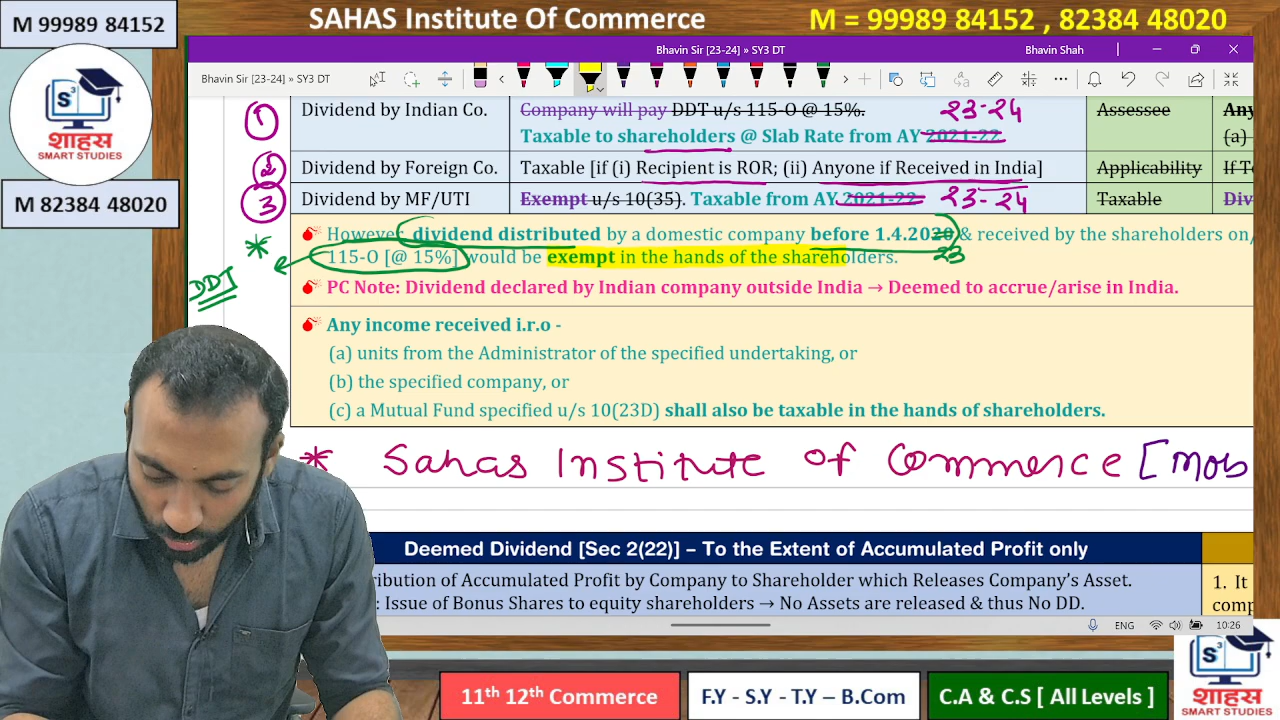 M 99989 84152
SAHAS Institute Of Commerce
M = 99989 84152 , 82384 48020
S³
शाहस
SMART STUDIES
M 82384 48020
Bhavin Sir [23-24] » SY3 DT
Bhavin Shah
Bhavin Sir [23-24] » SY3 DT
1 Dividend by Indian Co. Company will pay DDT u/s 115-O @ 15%. 23-24 Assessee Any
Taxable to shareholders @ Slab Rate from AY 2021-22 (a)
2 Dividend by Foreign Co. Taxable [if (i) Recipient is ROR; (ii) Anyone if Received in India] Applicability If T
3 Dividend by MF/UTI Exempt u/s 10(35). Taxable from AY 2021-22 23-24 Taxable Div
* However, dividend distributed by a domestic company before 1.4.2020 & received by the shareholders on/
115-O [@ 15%] would be exempt in the hands of the shareholders. 23
DDT
PC Note: Dividend declared by Indian company outside India → Deemed to accrue/arise in India.
Any income received i.r.o -
(a) units from the Administrator of the specified undertaking, or
(b) the specified company, or
(c) a Mutual Fund specified u/s 10(23D) shall also be taxable in the hands of shareholders.
* Sahas Institute of Commerce [Mob
Deemed Dividend [Sec 2(22)] – To the Extent of Accumulated Profit only
ribution of Accumulated Profit by Company to Shareholder which Releases Company's Asset. 1. It
: Issue of Bonus Shares to equity shareholders → No Assets are released & thus No DD. comp
ENG 10:26
S³
शाहस
SMART STUDIES
11th 12th Commerce
F.Y - S.Y - T.Y – B.Com
C.A & C.S [ All Levels ]